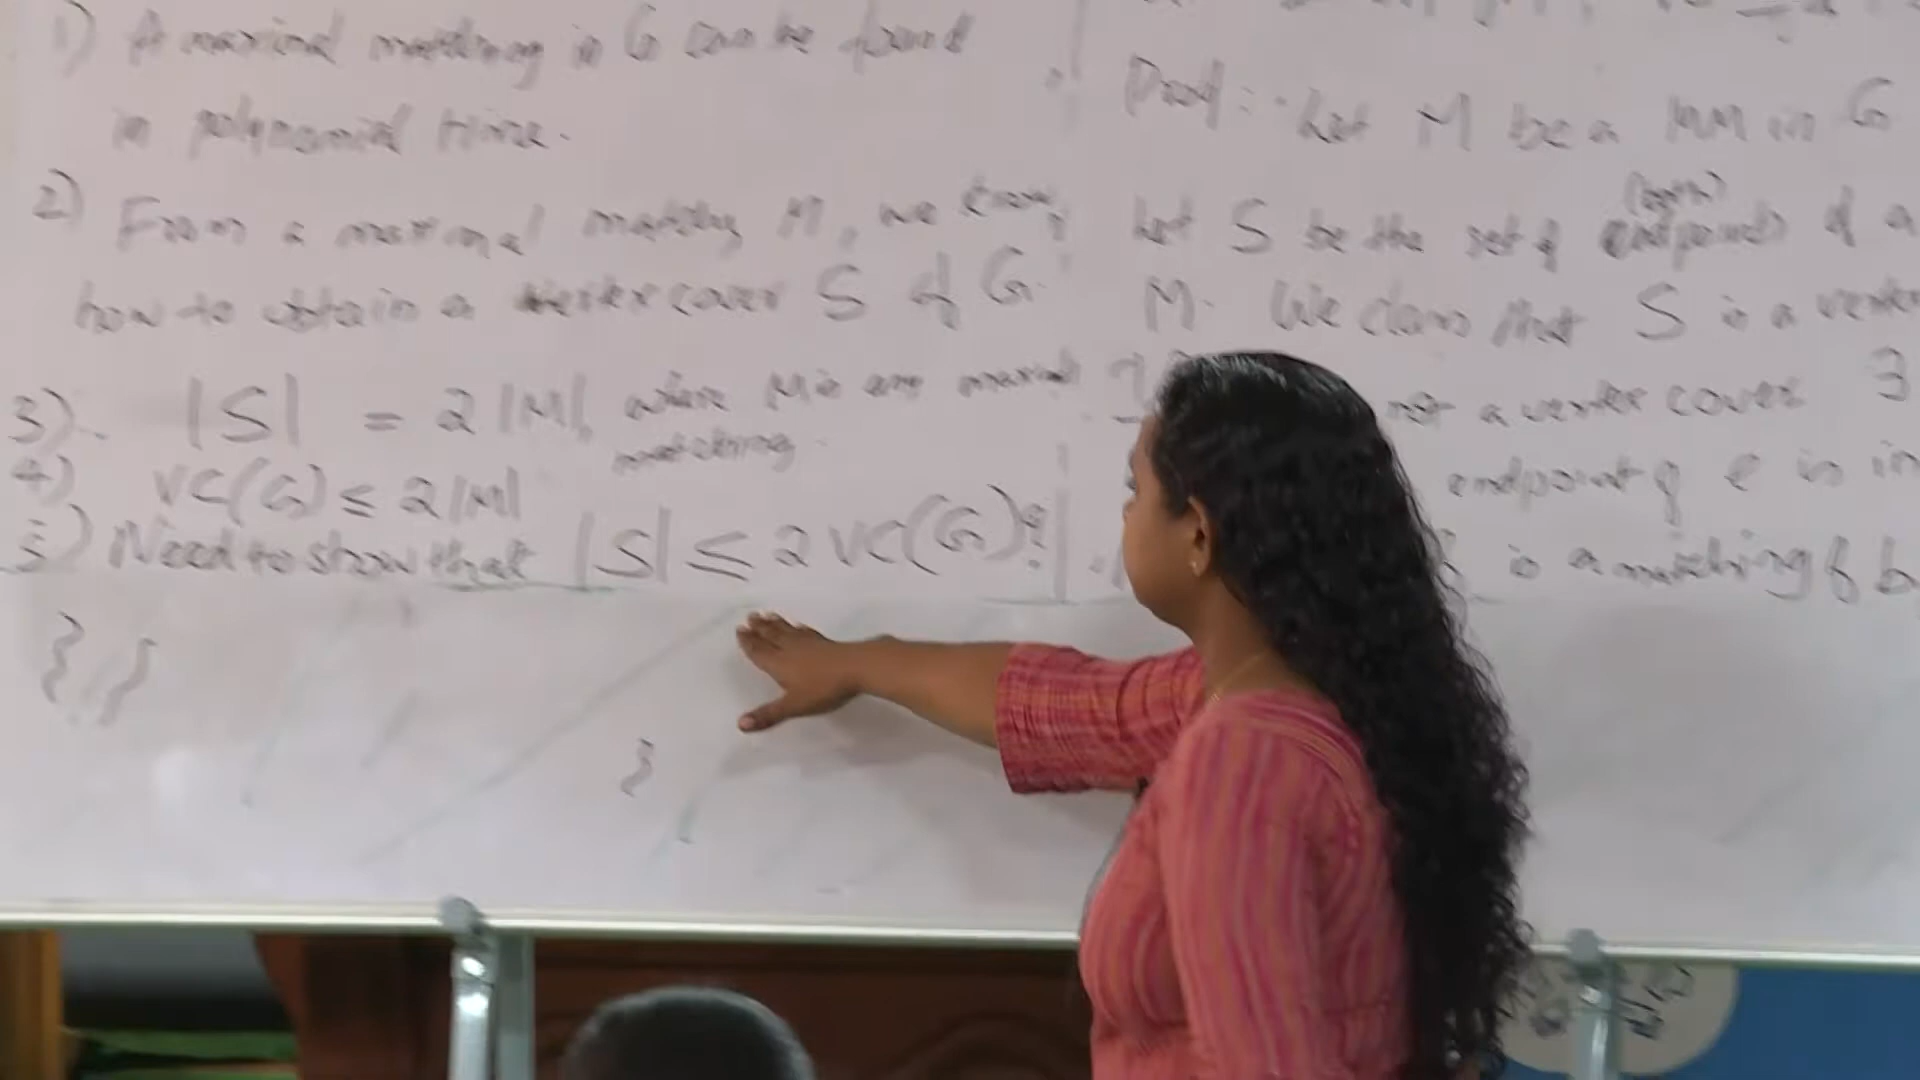 1) A maximal matching in G can be found
in polynomial time.
2) From a maximal matching M, we know
how to obtain a vertex cover S of G.
3). |S| = 2|M|, where M is any maximal
matching.
4) VC(G) ≤ 2|M|
5) Need to show that |S| ≤ 2 VC(G)?
Proof: Let M be a MM in G
Let S be the set of endpoints of a
(both)
M. We claim that S is a vertex
not a vertex cover ∃
endpoint of e is in
is a matching of b